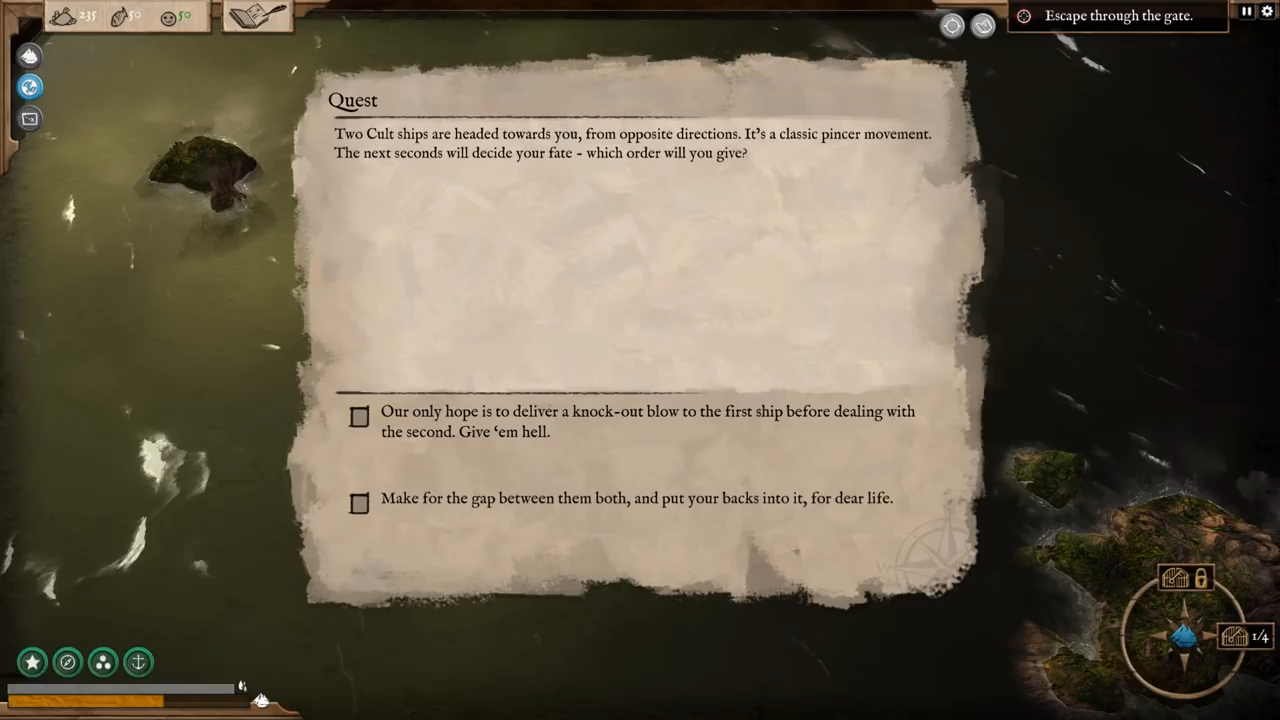 235
50
50
Escape through the gate.
Quest
Two Cult ships are headed towards you, from opposite directions. It's a classic pincer movement.
The next seconds will decide your fate - which order will you give?
Our only hope is to deliver a knock-out blow to the first ship before dealing with
the second. Give 'em hell.
Make for the gap between them both, and put your backs into it, for dear life.
1/4